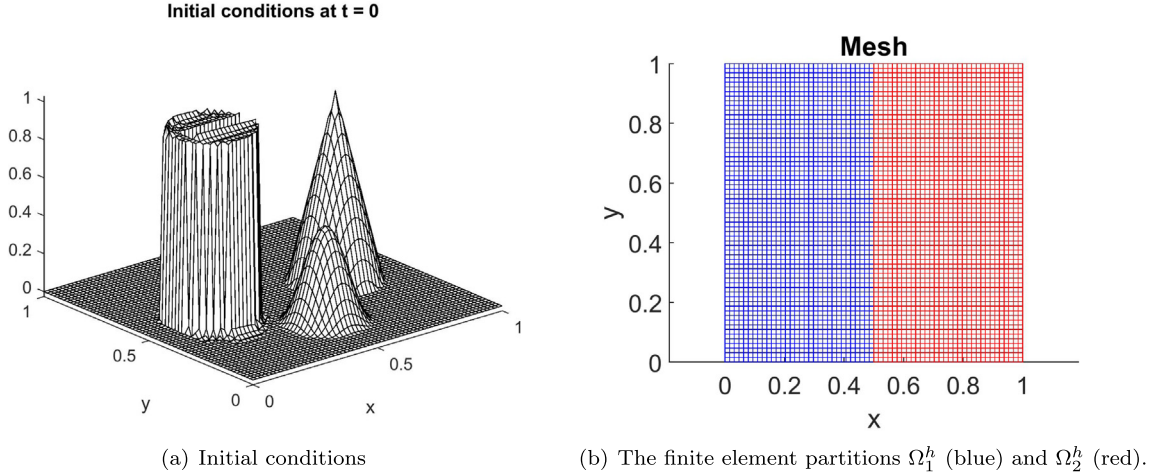 Initial conditions at t = 0
1
0.8
0.6
0.4
0.2
0
1
0.5
0
y
0
0.5
1
x
(a) Initial conditions
Mesh
1
0.8
0.6
0.4
0.2
0
y
0 0.2 0.4 0.6 0.8 1
x
(b) The finite element partitions Ω₁ʰ (blue) and Ω₂ʰ (red).